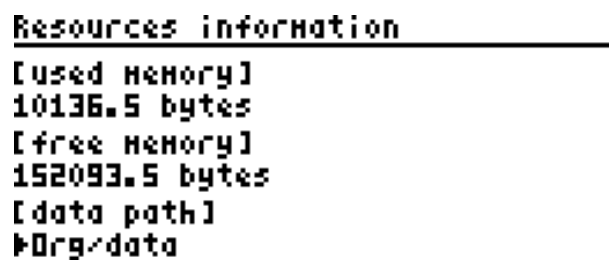 Resources information
[used memory]
10136.5 bytes
[free memory]
152093.5 bytes
[data path]
▶Org/data